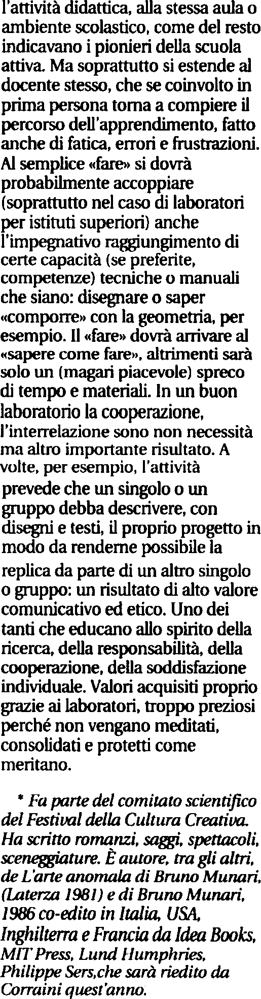 l'attività didattica, alla stessa aula o
ambiente scolastico, come del resto
indicavano i pionieri della scuola
attiva. Ma soprattutto si estende al
docente stesso, che se coinvolto in
prima persona torna a compiere il
percorso dell'apprendimento, fatto
anche di fatica, errori e frustrazioni.
Al semplice «fare» si dovrà
probabilmente accoppiare
(soprattutto nel caso di laboratori
per istituti superiori) anche
l'impegnativo raggiungimento di
certe capacità (se preferite,
competenze) tecniche o manuali
che siano: disegnare o saper
«comporre» con la geometria, per
esempio. Il «fare» dovrà arrivare al
«sapere come fare», altrimenti sarà
solo un (magari piacevole) spreco
di tempo e materiali. In un buon
laboratorio la cooperazione,
l'interrelazione sono non necessità
ma altro importante risultato. A
volte, per esempio, l'attività
prevede che un singolo o un
gruppo debba descrivere, con
disegni e testi, il proprio progetto in
modo da renderne possibile la
replica da parte di un altro singolo
o gruppo: un risultato di alto valore
comunicativo ed etico. Uno dei
tanti che educano allo spirito della
ricerca, della responsabilità, della
cooperazione, della soddisfazione
individuale. Valori acquisiti proprio
grazie ai laboratori, troppo preziosi
perché non vengano meditati,
consolidati e protetti come
meritano.
* Fa parte del comitato scientifico
del Festival della Cultura Creativa.
Ha scritto romanzi, saggi, spettacoli,
sceneggiature. È autore, tra gli altri,
de L'arte anomala di Bruno Munari,
(Laterza 1981) e di Bruno Munari,
1986 co-edito in Italia, USA,
Inghilterra e Francia da Idea Books,
MIT Press, Lund Humphries,
Philippe Sers,che sarà riedito da
Corraini quest'anno.